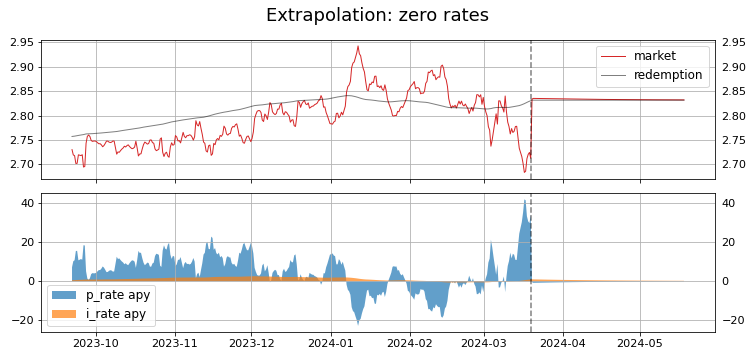 Extrapolation: zero rates
2.95 2.95
2.90 2.90
2.85 2.85
2.80 2.80
2.75 2.75
2.70 2.70
market
redemption
40 40
20 20
0 0
−20 −20
p_rate apy
i_rate apy
2023-10 2023-11 2023-12 2024-01 2024-02 2024-03 2024-04 2024-05